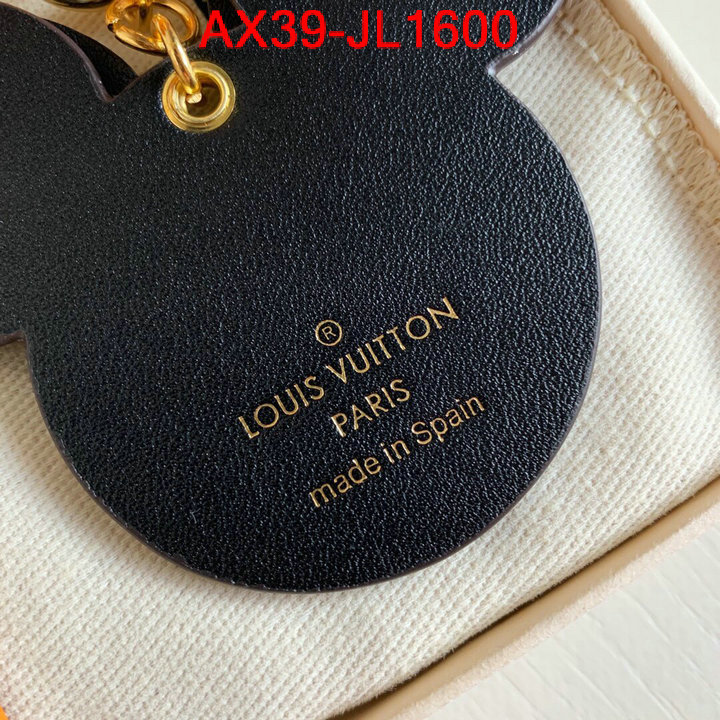 AX39-JL1600
®
LOUIS VUITTON
PARIS
made in Spain